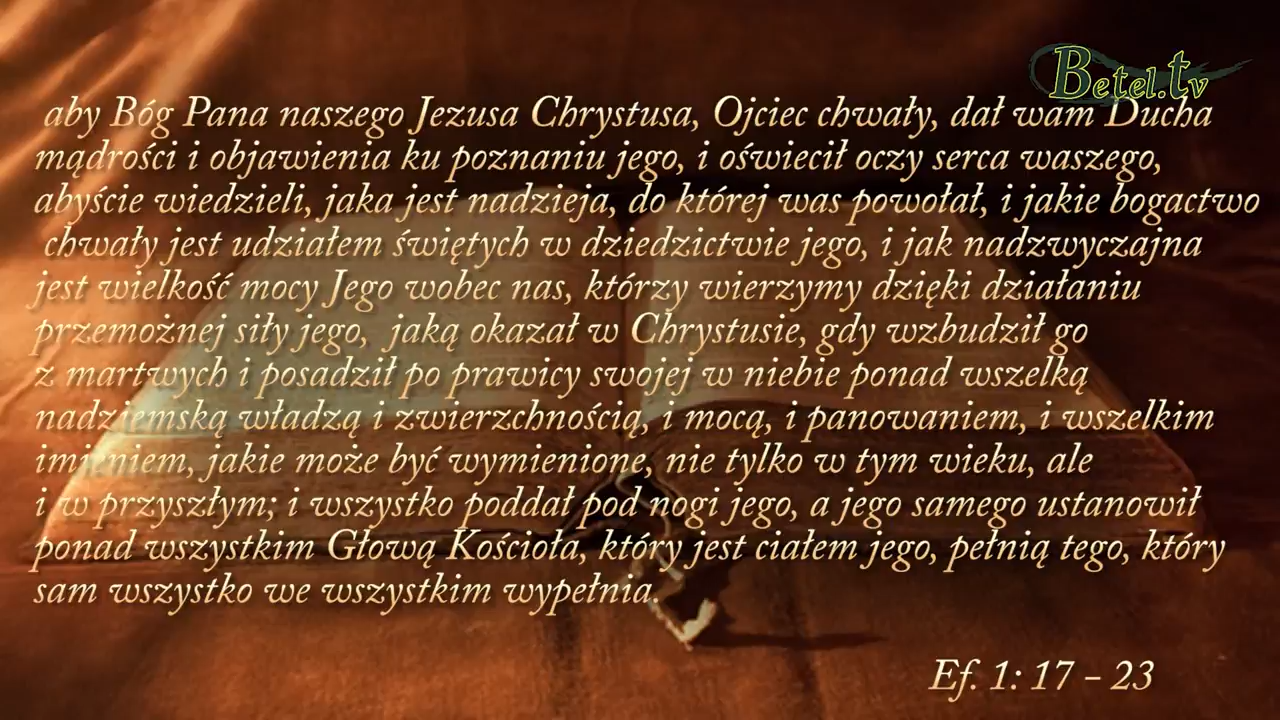 Betel.tv
aby Bóg Pana naszego Jezusa Chrystusa, Ojciec chwały, dał wam Ducha
mądrości i objawienia ku poznaniu jego, i oświecił oczy serca waszego,
abyście wiedzieli, jaka jest nadzieja, do której was powołał, i jakie bogactwo
chwały jest udziałem świętych w dziedzictwie jego, i jak nadzwyczajna
jest wielkość mocy Jego wobec nas, którzy wierzymy dzięki działaniu
przemożnej siły jego, jaką okazał w Chrystusie, gdy wzbudził go
z martwych i posadził po prawicy swojej w niebie ponad wszelką
nadziemską władzą i zwierzchnością, i mocą, i panowaniem, i wszelkim
imieniem, jakie może być wymienione, nie tylko w tym wieku, ale
i w przyszłym; i wszystko poddał pod nogi jego, a jego samego ustanowił
ponad wszystkim Głową Kościoła, który jest ciałem jego, pełnią tego, który
sam wszystko we wszystkim wypełnia.
Ef. 1: 17 – 23